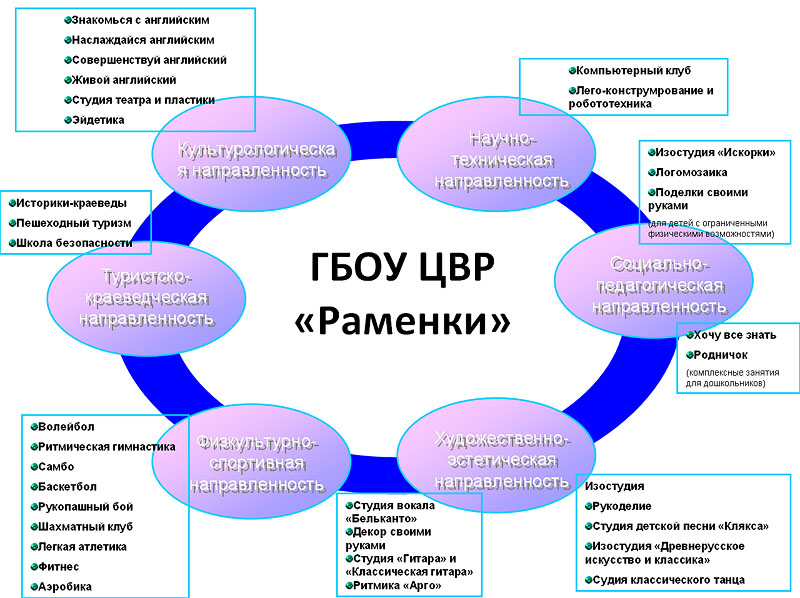 Знакомься с английским
Наслаждайся английским
Совершенствуй английский
Живой английский
Студия театра и пластики
Эйдетика
Культурологическа
я направленность
Компьютерный клуб
Лего-конструмрование и
робототехника
Научно-
техническая
направленность
Изостудия «Искорки»
Логомозаика
Поделки своими
руками
(для детей с ограниченными
физическими возможностями)
Историки-краеведы
Пешеходный туризм
Школа безопасности
Туристско-
краеведческая
направленность
ГБОУ ЦВР
«Раменки»
Социально-
педагогическая
направленность
Хочу все знать
Родничок
(комплексные занятия
для дошкольников)
Волейбол
Ритмическая гимнастика
Самбо
Баскетбол
Рукопашный бой
Шахматный клуб
Легкая атлетика
Фитнес
Аэробика
Физкультурно-
спортивная
направленность
Художественно-
эстетическая
направленность
Студия вокала
«Бельканто»
Декор своими
руками
Студия «Гитара» и
«Классическая гитара»
Ритмика «Арго»
Изостудия
Рукоделие
Студия детской песни «Клякса»
Изостудия «Древнерусское
искусство и классика»
Судия классического танца